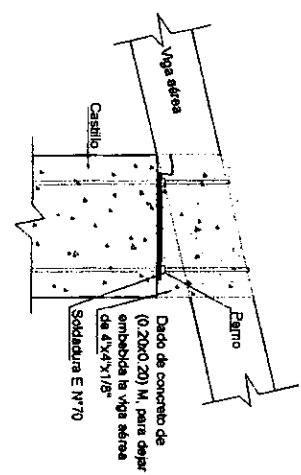 Viga aérea
Castillo
Perno
Dado de concreto de
(0.20x0.20) M., para dejar
embebida la viga aérea
de 4"x4"x1/8"
Soldadura E N°70